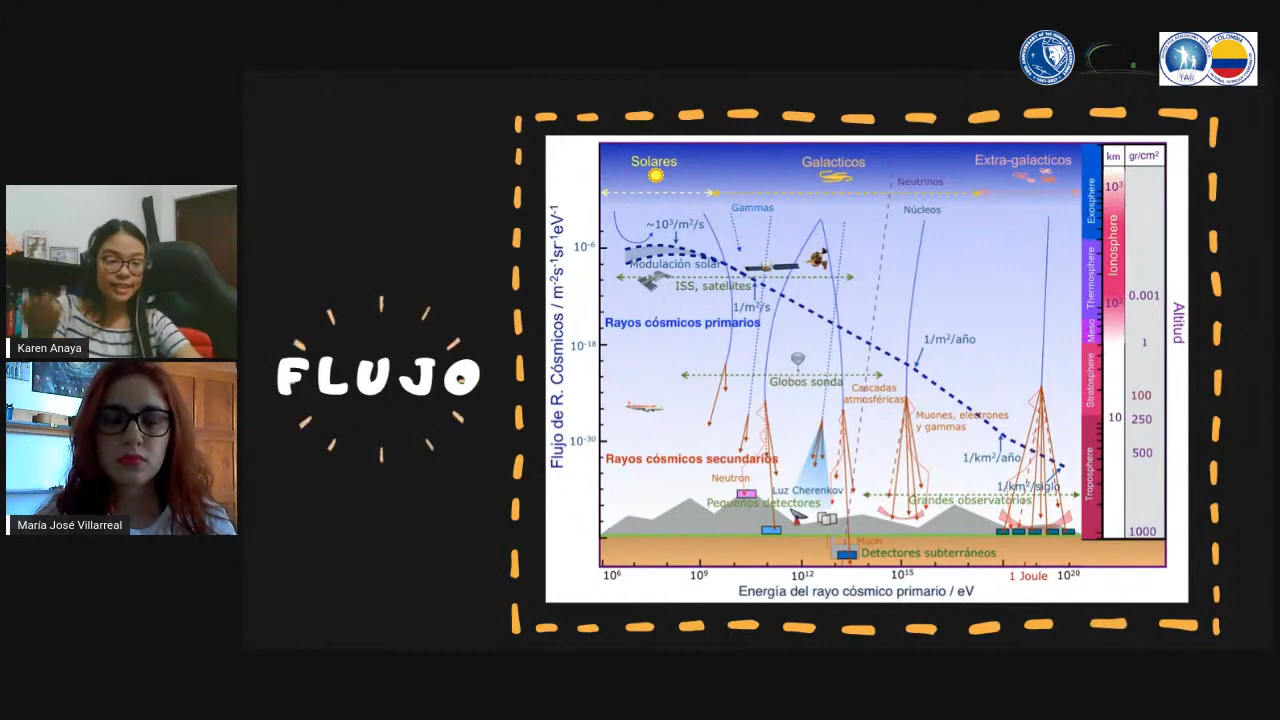 COLOMBIA
Karen Anaya
María José Villarreal
FLUJO
Solares
Galacticos
Extra-galacticos
Neutrinos
Gammas
Núcleos
~10³/m²/s
Modulación solar
ISS, satellites
1/m²/s
Rayos cósmicos primarios
1/m²/año
Globos sonda
Cascadas
atmosféricas
Muones, electrones
y gammas
1/km²/año
Rayos cósmicos secundarios
Neutron
1/km²/siglo
Luz Cherenkov
Pequeños detectores
Grandes observatorios
Muon
Detectores subterráneos
Flujo de R. Cósmicos / m⁻²s⁻¹sr⁻¹eV⁻¹
10⁻⁶
10⁻¹⁸
10⁻³⁰
10⁶
10⁹
10¹²
10¹⁵
1 Joule
10²⁰
Energía del rayo cósmico primario / eV
Exosphere
Thermosphere
Meso
Stratosphere
Troposphere
km
10³
Ionosphere
10²
10
gr/cm²
0.001
1
100
250
500
1000
Altitud